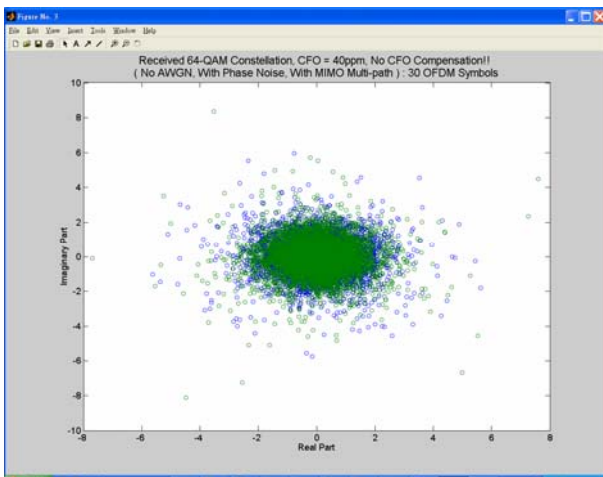 Figure No. 3
File Edit View Insert Tools Window Help
Received 64-QAM Constellation, CFO = 40ppm, No CFO Compensation!!
( No AWGN, With Phase Noise, With MIMO Multi-path ) : 30 OFDM Symbols
10
8
6
4
2
0
-2
-4
-6
-8
-10
Imaginary Part
-8 -6 -4 -2 0 2 4 6 8
Real Part